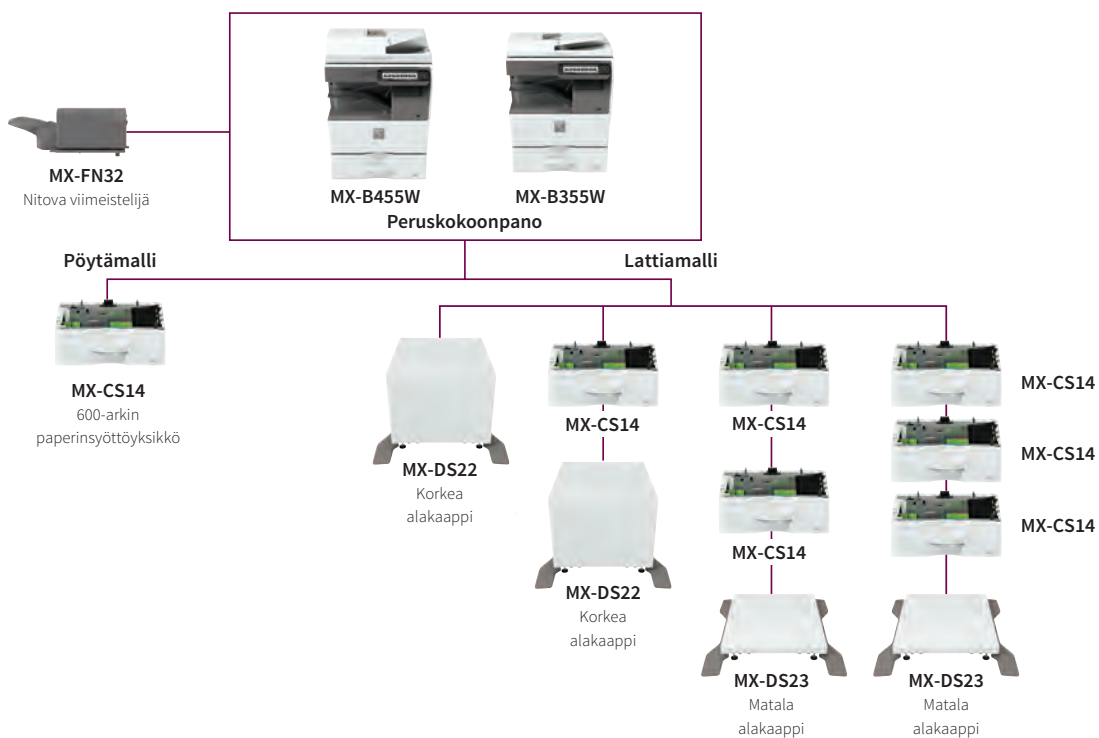 MX-FN32
Nitova viimeistelijä
MX-B455W
MX-B355W
Peruskokoonpano
Pöytämalli
Lattiamalli
MX-CS14
600-arkin
paperinsyöttöyksikkö
MX-DS22
Korkea
alakaappi
MX-CS14
MX-DS22
Korkea
alakaappi
MX-CS14
MX-CS14
MX-DS23
Matala
alakaappi
MX-CS14
MX-CS14
MX-CS14
MX-DS23
Matala
alakaappi